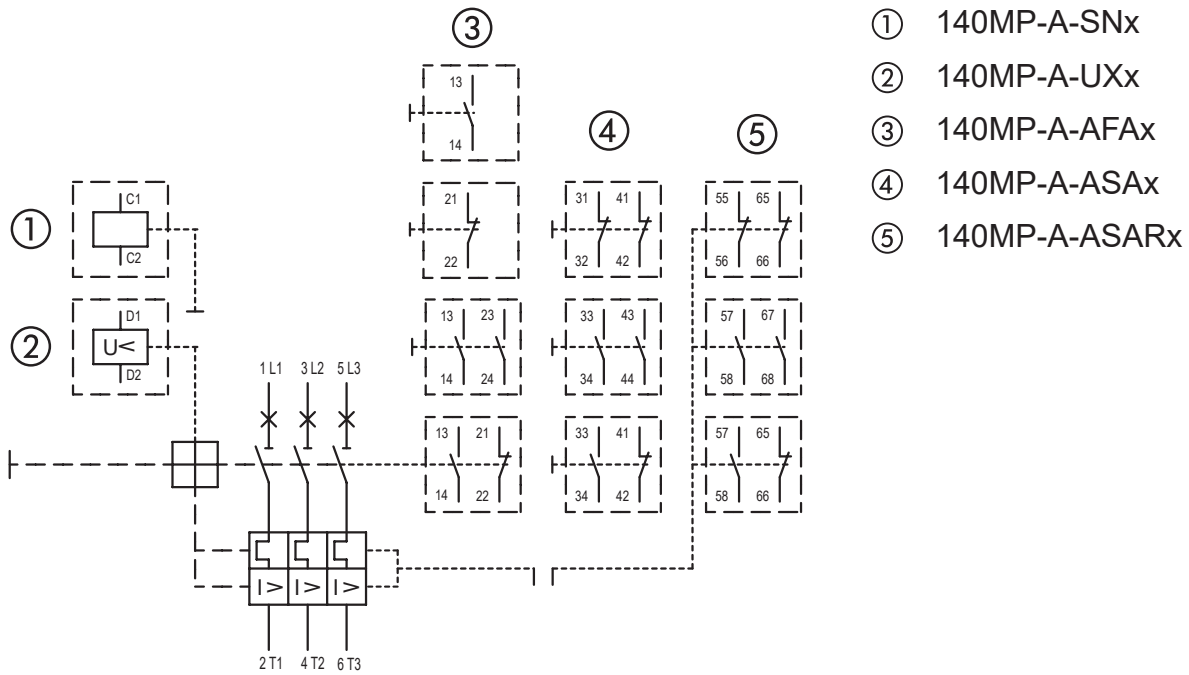 ③
① 140MP-A-SNx
② 140MP-A-UXx
③ 140MP-A-AFAx
④ 140MP-A-ASAx
⑤ 140MP-A-ASARx
13
14
④
⑤
①
C1
C2
21
22
31 41
32 42
55 65
56 66
②
D1
U<
D2
13 23
14 24
33 43
34 44
57 67
58 68
1 L1 3 L2 5 L3
13 21
14 22
33 41
34 42
57 65
58 66
I> I> I>
2 T1 4 T2 6 T3